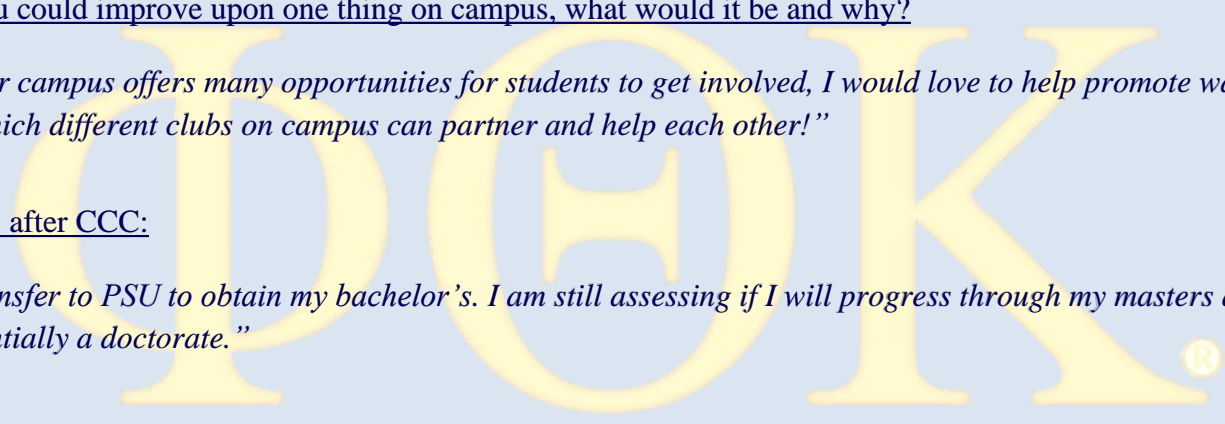 u could improve upon one thing on campus, what would it be and why?
r campus offers many opportunities for students to get involved, I would love to help promote wa
hich different clubs on campus can partner and help each other!”
after CCC:
nsfer to PSU to obtain my bachelor’s. I am still assessing if I will progress through my masters
ntially a doctorate.”
ΦΘΚ®